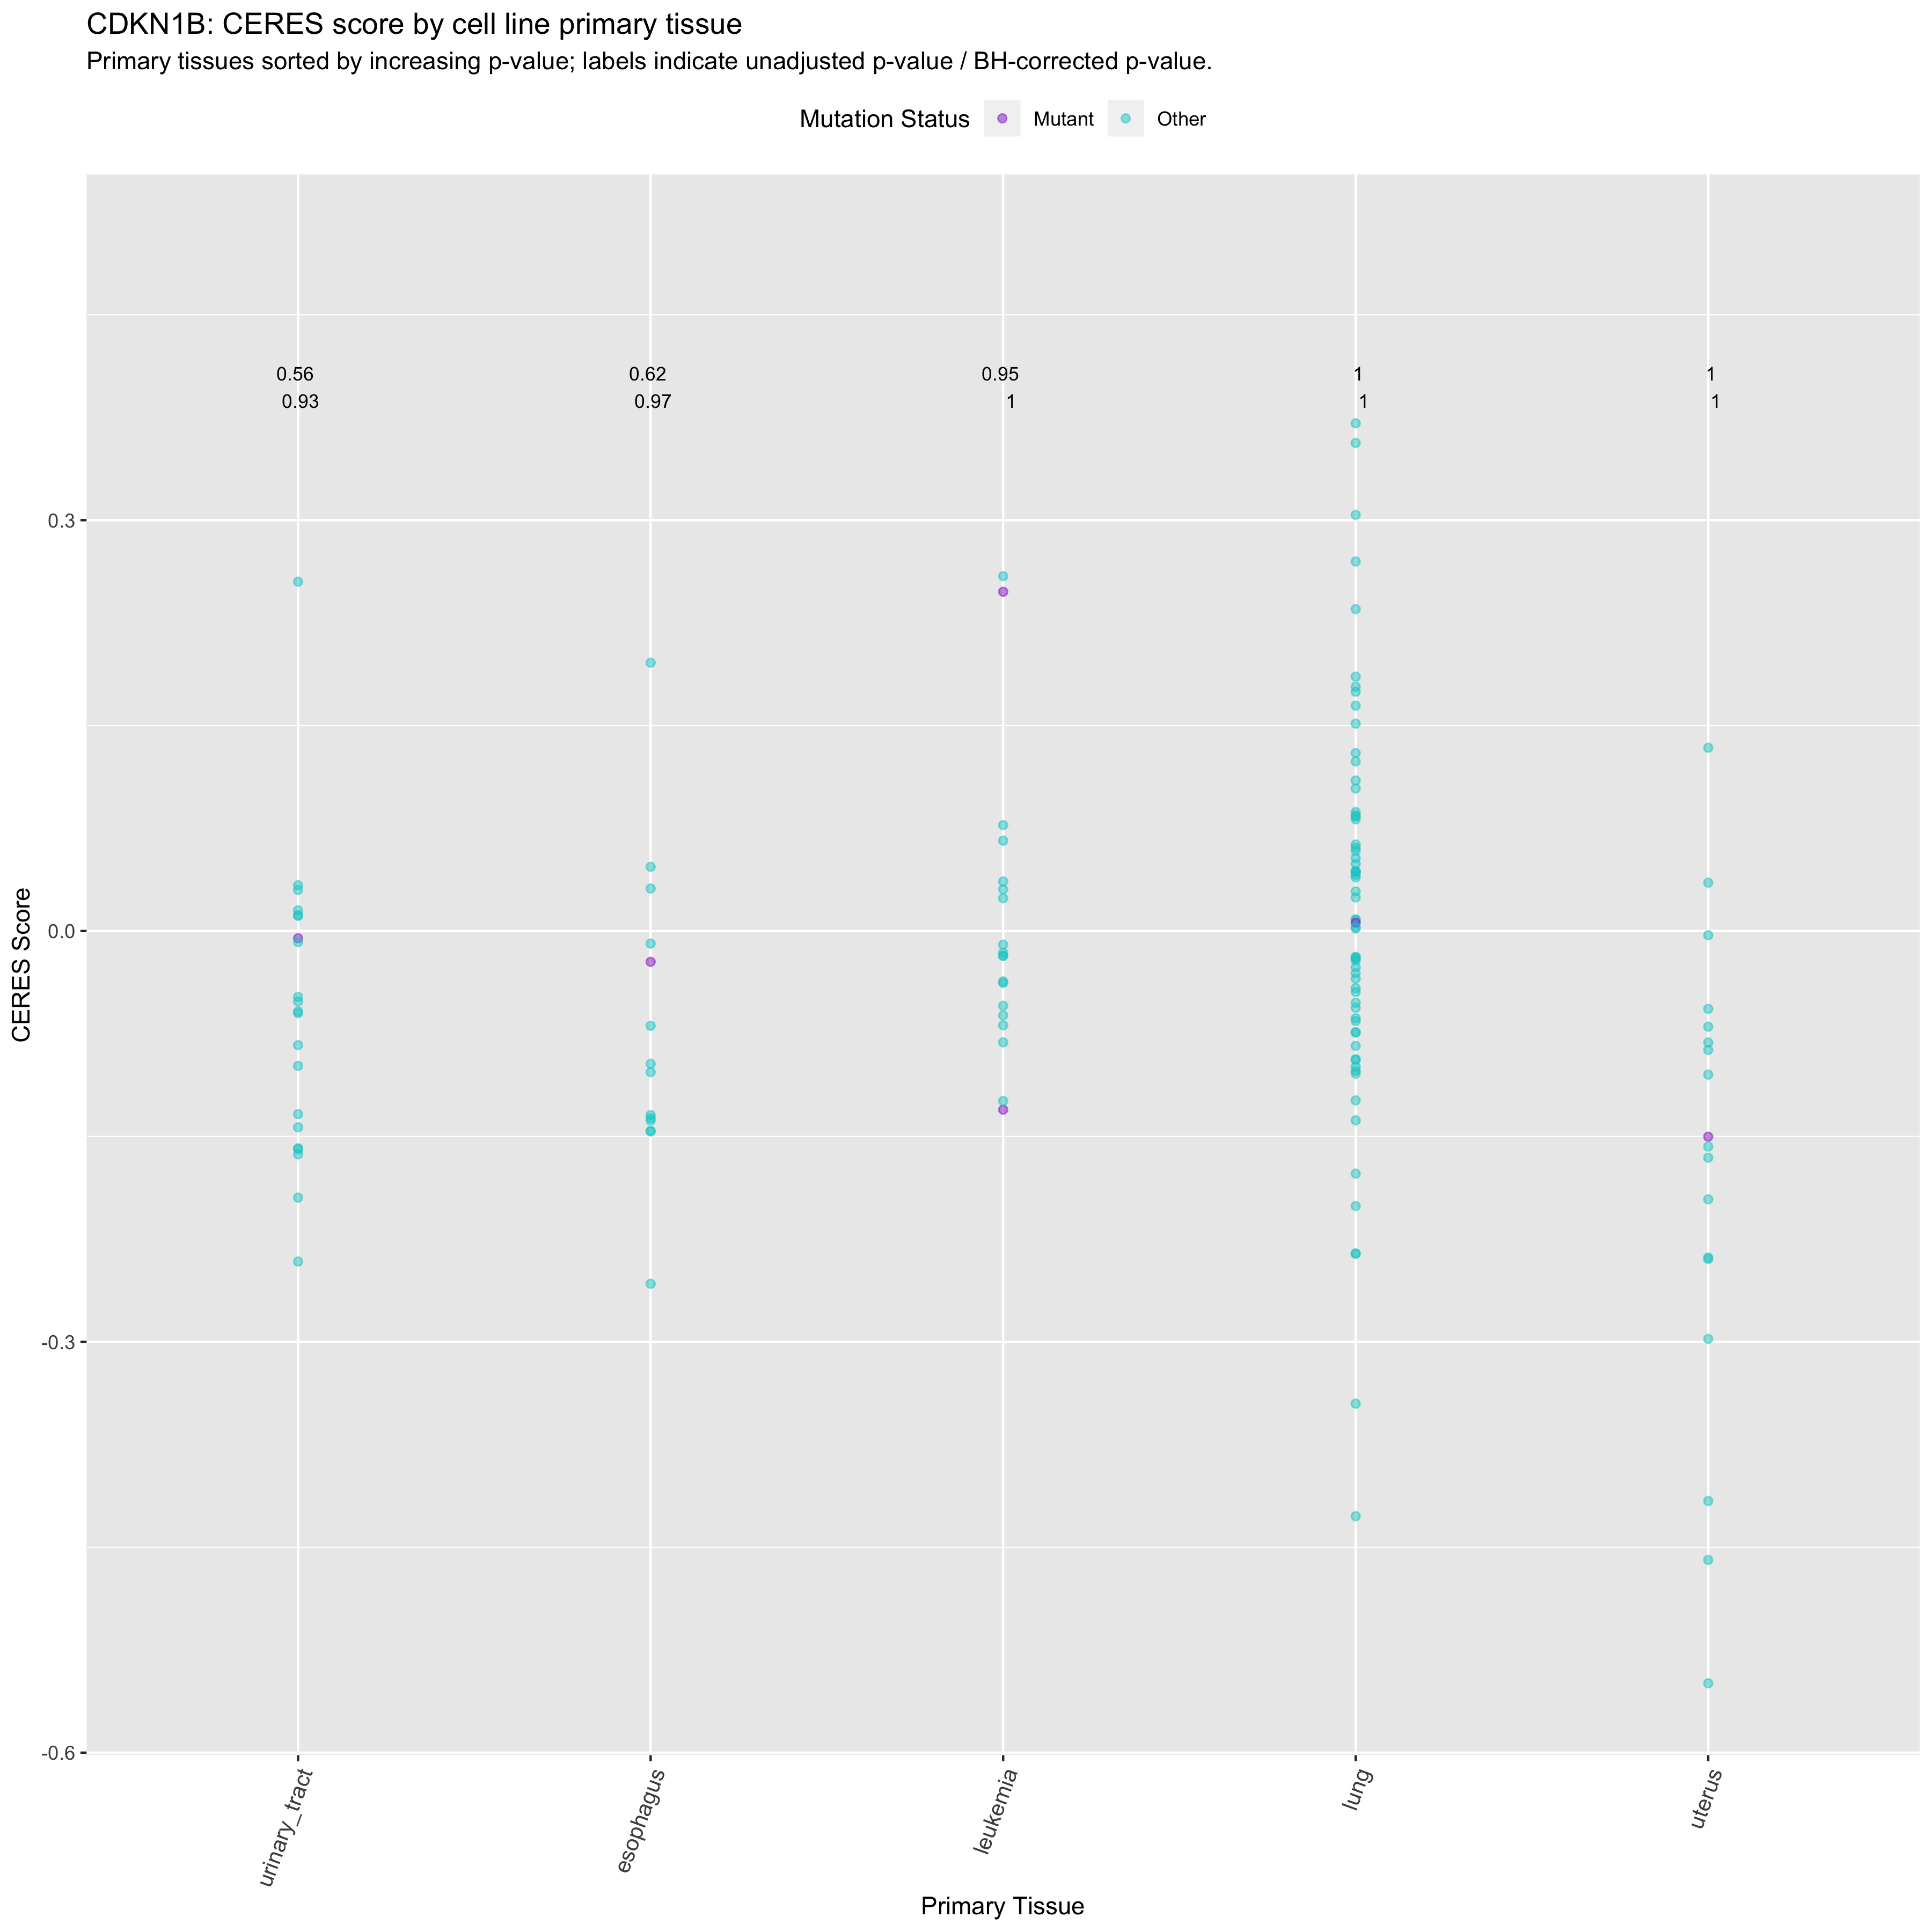 CDKN1B: CERES score by cell line primary tissue
Primary tissues sorted by increasing p-value; labels indicate unadjusted p-value / BH-corrected p-value.
Mutation Status Mutant Other
0.56 0.62 0.95 1 1
0.93 0.97 1 1 1
0.3
0.0
-0.3
-0.6
CERES Score
urinary_tract esophagus leukemia lung uterus
Primary Tissue